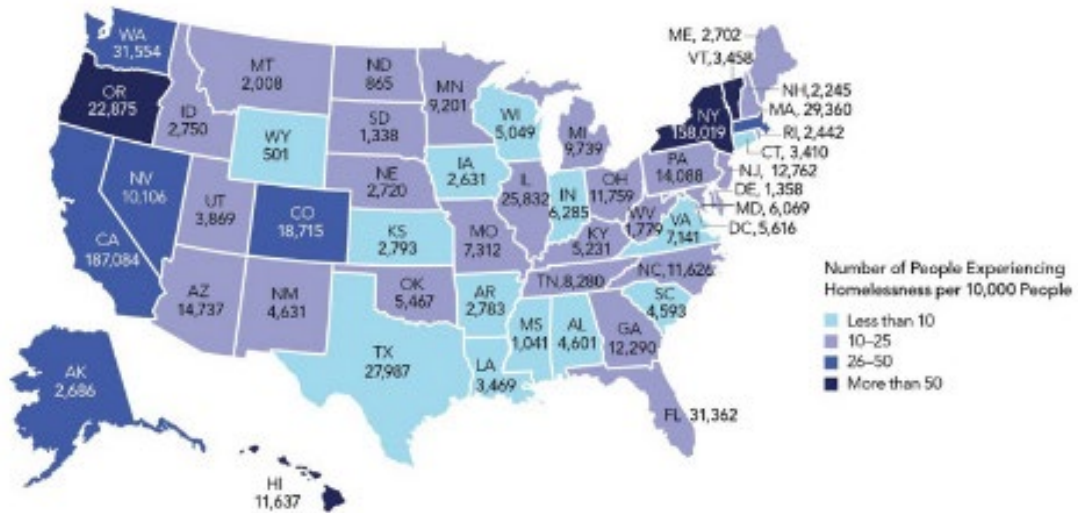 WA
31,554
OR
22,875
CA
187,084
NV
10,106
ID
2,750
MT
2,008
WY
501
UT
3,869
CO
18,715
AZ
14,737
NM
4,631
ND
865
SD
1,338
NE
2,720
KS
2,793
OK
5,467
TX
27,987
MN
9,201
IA
2,631
MO
7,312
AR
2,783
LA
3,469
WI
5,049
IL
25,832
MI
9,739
IN
6,285
OH
11,759
KY
5,231
TN, 8,280
MS
1,041
AL
4,601
GA
12,290
FL 31,362
SC
4,593
NC, 11,626
VA
7,141
WV
1,779
PA
14,088
NY
158,019
ME, 2,702
VT, 3,458
NH, 2,245
MA, 29,360
RI, 2,442
CT, 3,410
NJ, 12,762
DE, 1,358
MD, 6,069
DC, 5,616
AK
2,686
HI
11,637
Number of People Experiencing
Homelessness per 10,000 People
Less than 10
10–25
26–50
More than 50